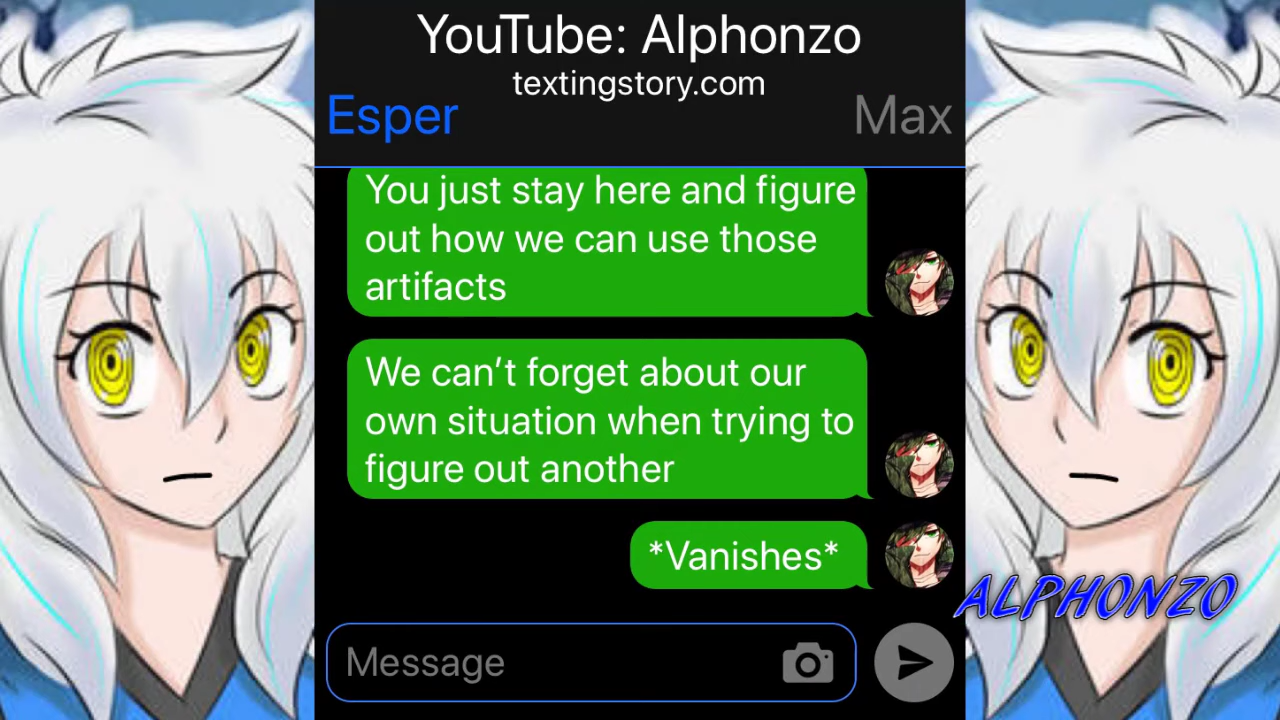 YouTube: Alphonzo
textingstory.com
Esper
Max
You just stay here and figure
out how we can use those
artifacts
We can’t forget about our
own situation when trying to
figure out another
*Vanishes*
ALPHONZO
Message